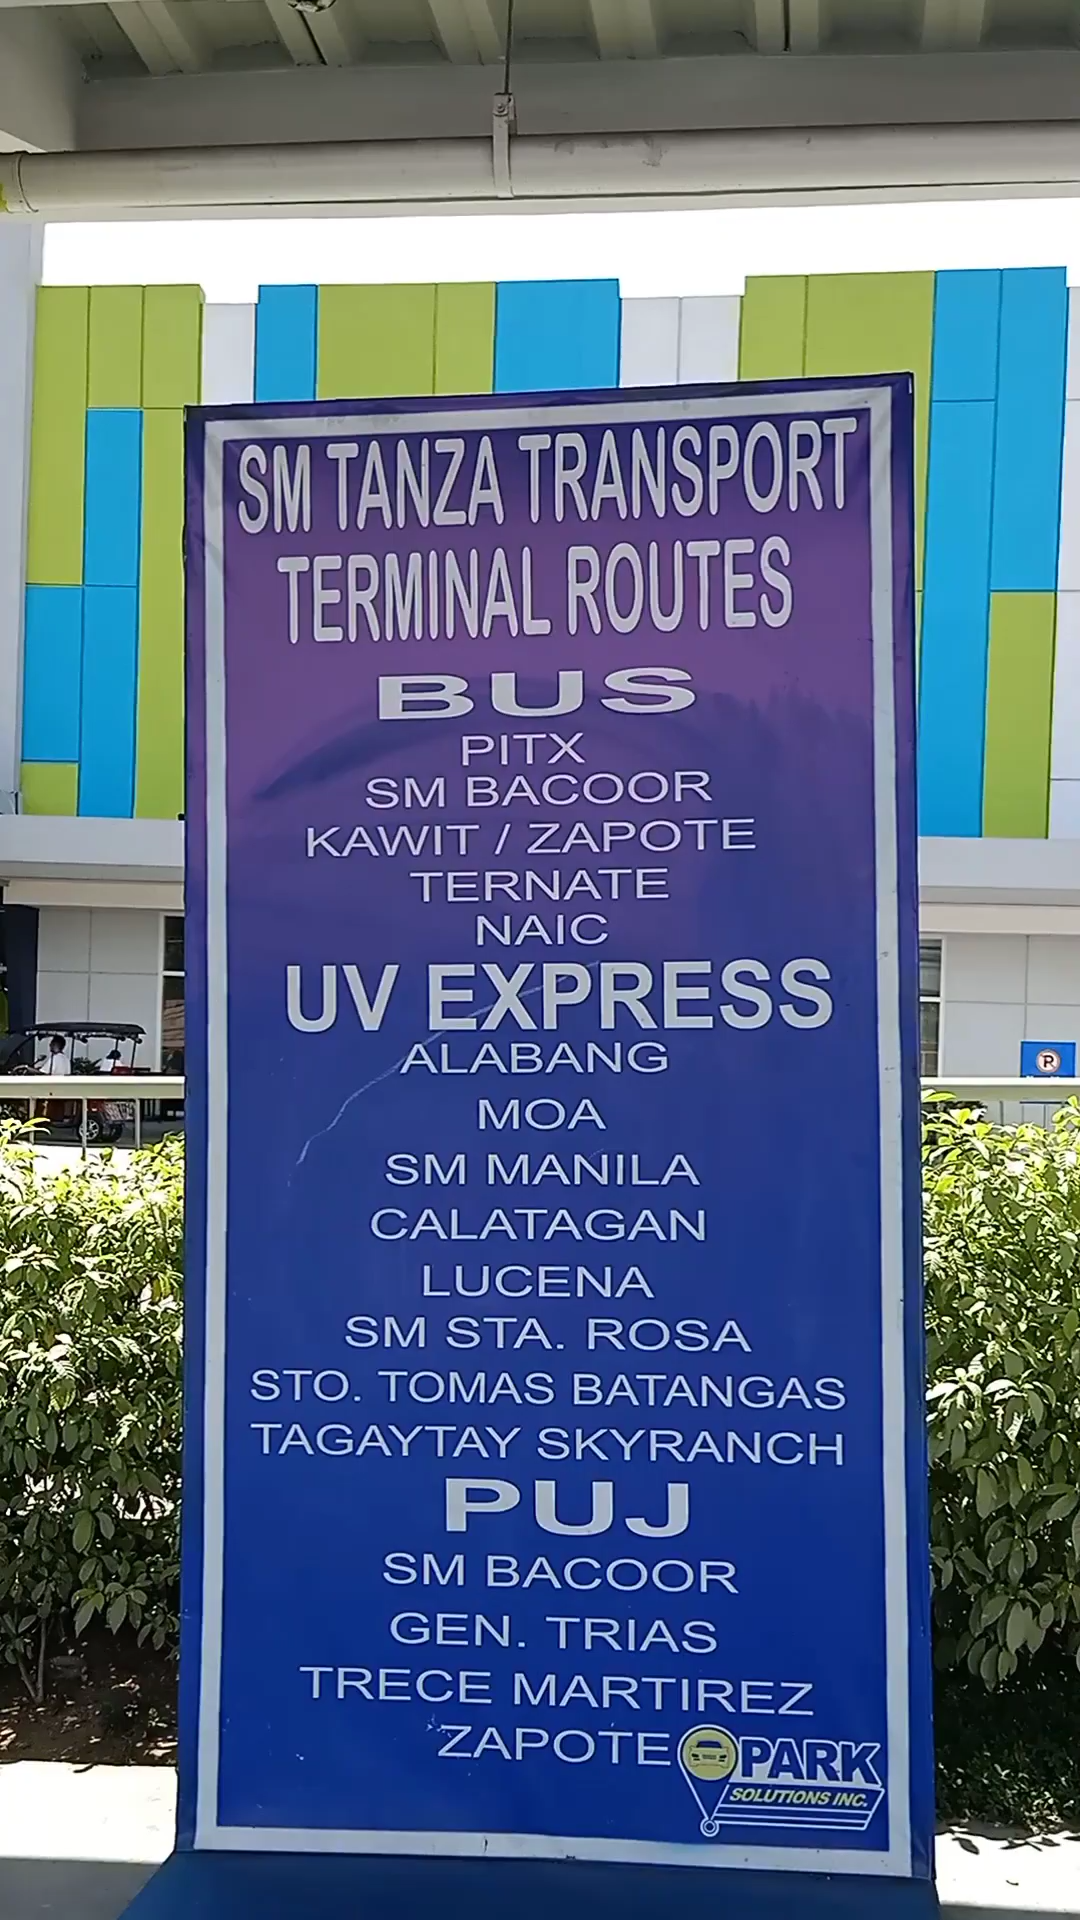 SM TANZA TRANSPORT
TERMINAL ROUTES
BUS
PITX
SM BACOOR
KAWIT / ZAPOTE
TERNATE
NAIC
UV EXPRESS
ALABANG
MOA
SM MANILA
CALATAGAN
LUCENA
SM STA. ROSA
STO. TOMAS BATANGAS
TAGAYTAY SKYRANCH
PUJ
SM BACOOR
GEN. TRIAS
TRECE MARTIREZ
ZAPOTE
PARK
SOLUTIONS INC.
R